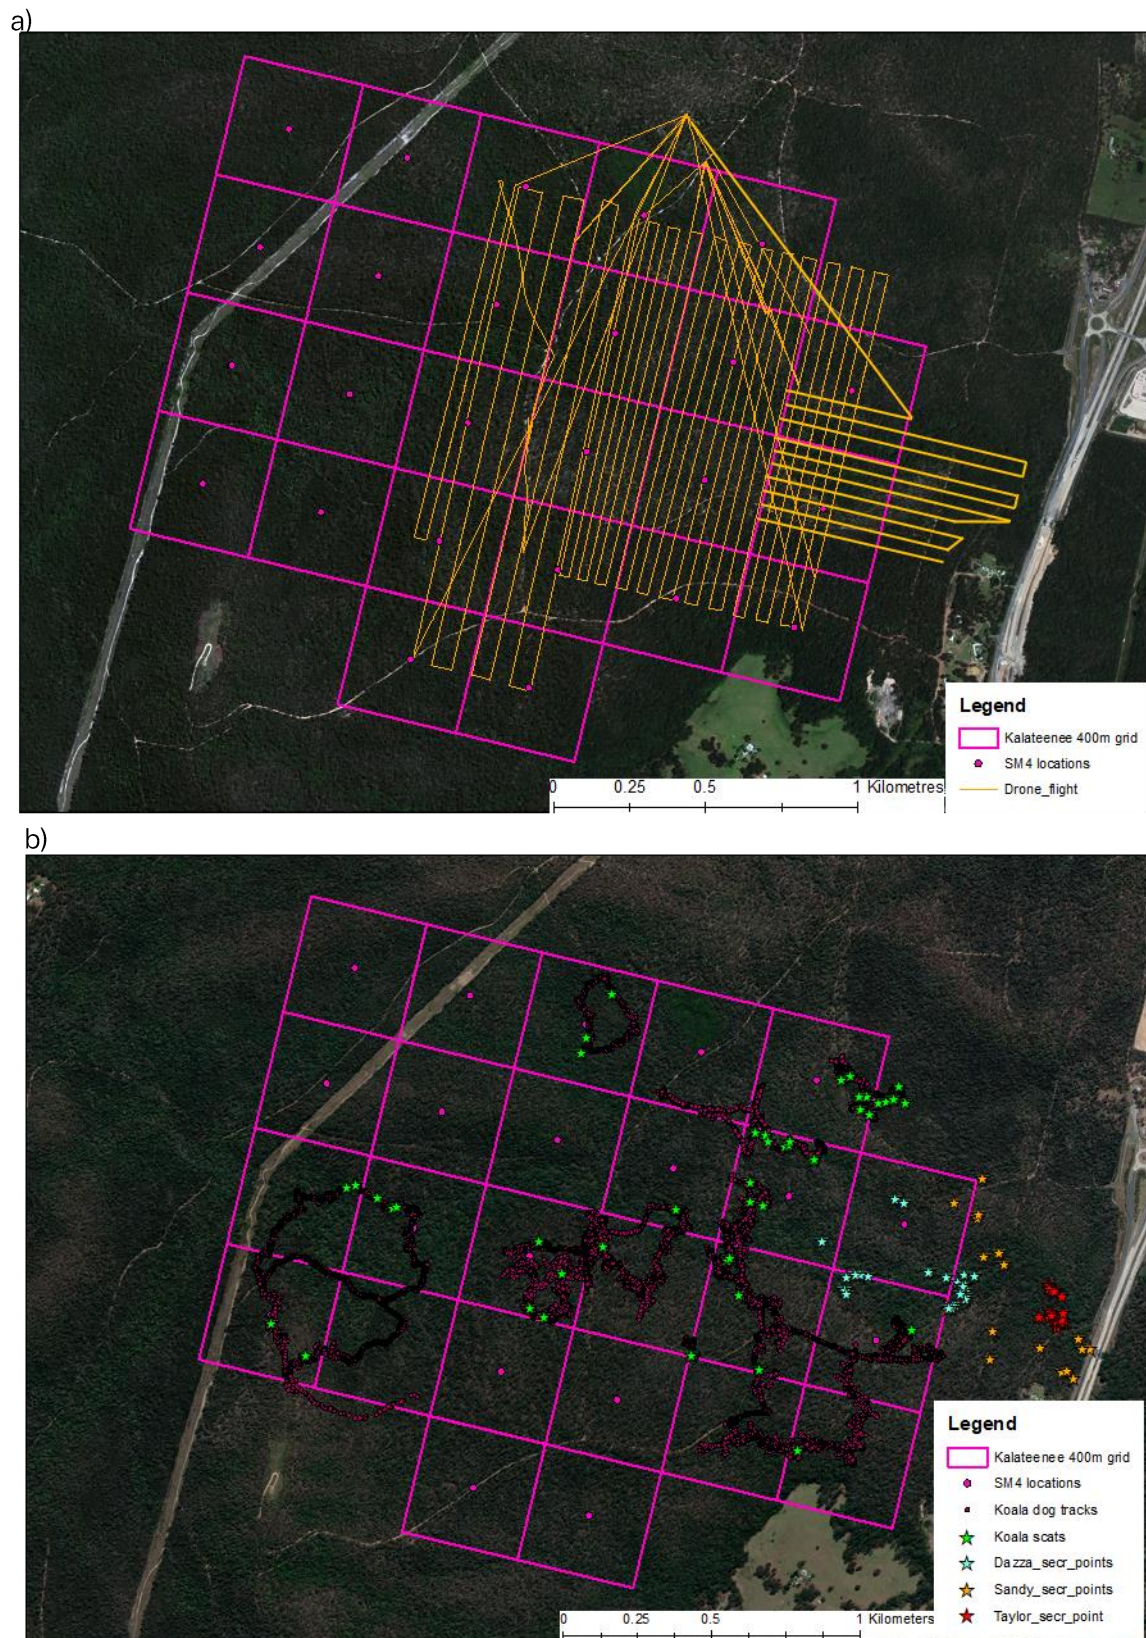 a)
Legend
Kalateenee 400m grid
SM4 locations
Drone_flight
0 0.25 0.5 1 Kilometres
b)
Legend
Kalateenee 400m grid
SM4 locations
Koala dog tracks
Koala scats
Dazza_secr_points
Sandy_secr_points
Taylor_secr_point
0 0.25 0.5 1 Kilometers